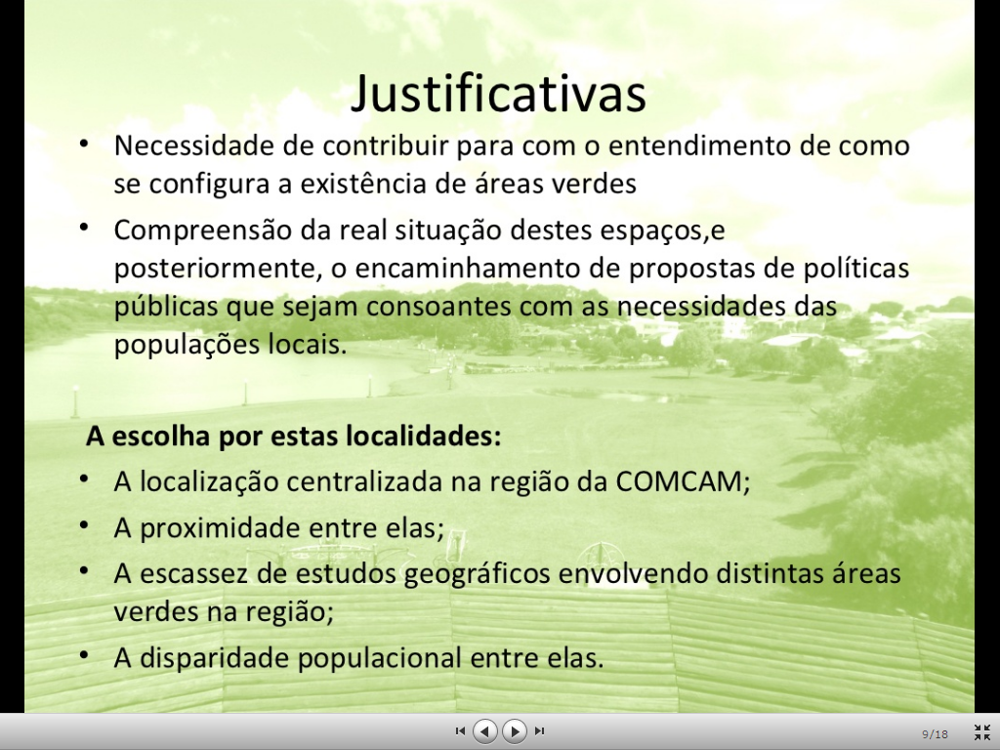 Justificativas
• Necessidade de contribuir para com o entendimento de como
se configura a existência de áreas verdes
• Compreensão da real situação destes espaços,e
posteriormente, o encaminhamento de propostas de políticas
públicas que sejam consoantes com as necessidades das
populações locais.
A escolha por estas localidades:
• A localização centralizada na região da COMCAM;
• A proximidade entre elas;
• A escassez de estudos geográficos envolvendo distintas áreas
verdes na região;
• A disparidade populacional entre elas.
9/18